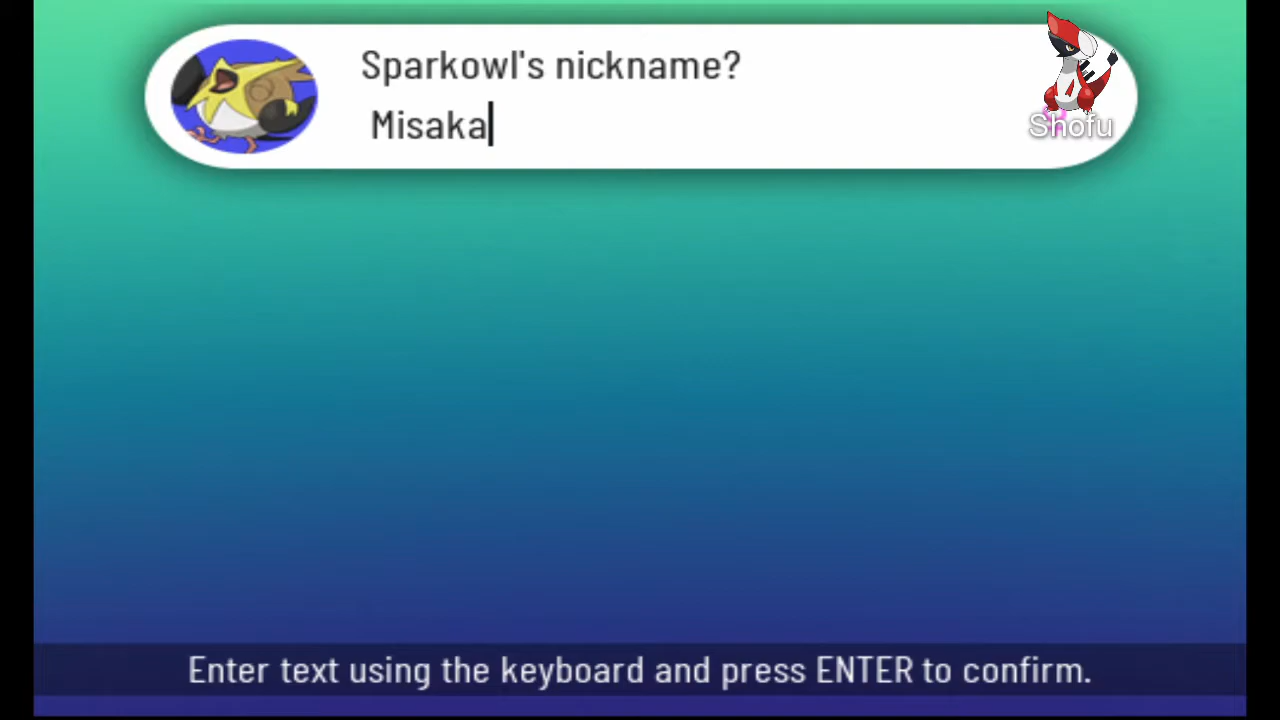 Sparkowl's nickname?
Misaka
Shofu
Enter text using the keyboard and press ENTER to confirm.